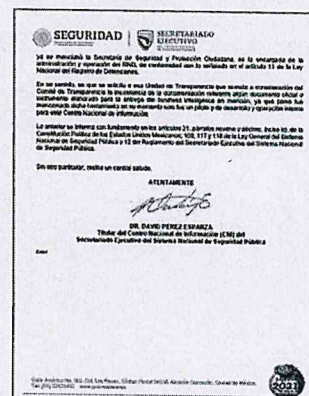 SEGURIDAD
SECRETARIADO
EJECUTIVO
ya se mencionó la Secretaría de Seguridad y Protección Ciudadana, es la encargada de la
administración y operación del RND, de conformidad con lo señalado en el artículo 11 de la Ley
Nacional del Registro de Detenciones.
En ese sentido, es que se solicita a esa Unidad de Transparencia que someta a consideración del
Comité de Transparencia la inexistencia de la documentación referente algún documento oficial o
instrumento elaborado para la entrega del business intelligence en mención, ya que como fue
mencionado dicha herramienta en su momento solo fue un piloto y de desarrollo y operación interna
para este Centro Nacional de Información.
Lo anterior se informa con fundamento en los artículos 21, párrafos noveno y décimo, inciso b), de la
Constitución Política de los Estados Unidos Mexicanos; 109, 117 y 118 de la Ley General del Sistema
Nacional de Seguridad Pública y 12 del Reglamento del Secretariado Ejecutivo del Sistema Nacional
de Seguridad Pública.
Sin otro particular, reciba un cordial saludo.
ATENTAMENTE
DR. DAVID PÉREZ ESPARZA
Titular del Centro Nacional de Información (CNI) del
Secretariado Ejecutivo del Sistema Nacional de Seguridad Pública
Ciudad de México.
2021